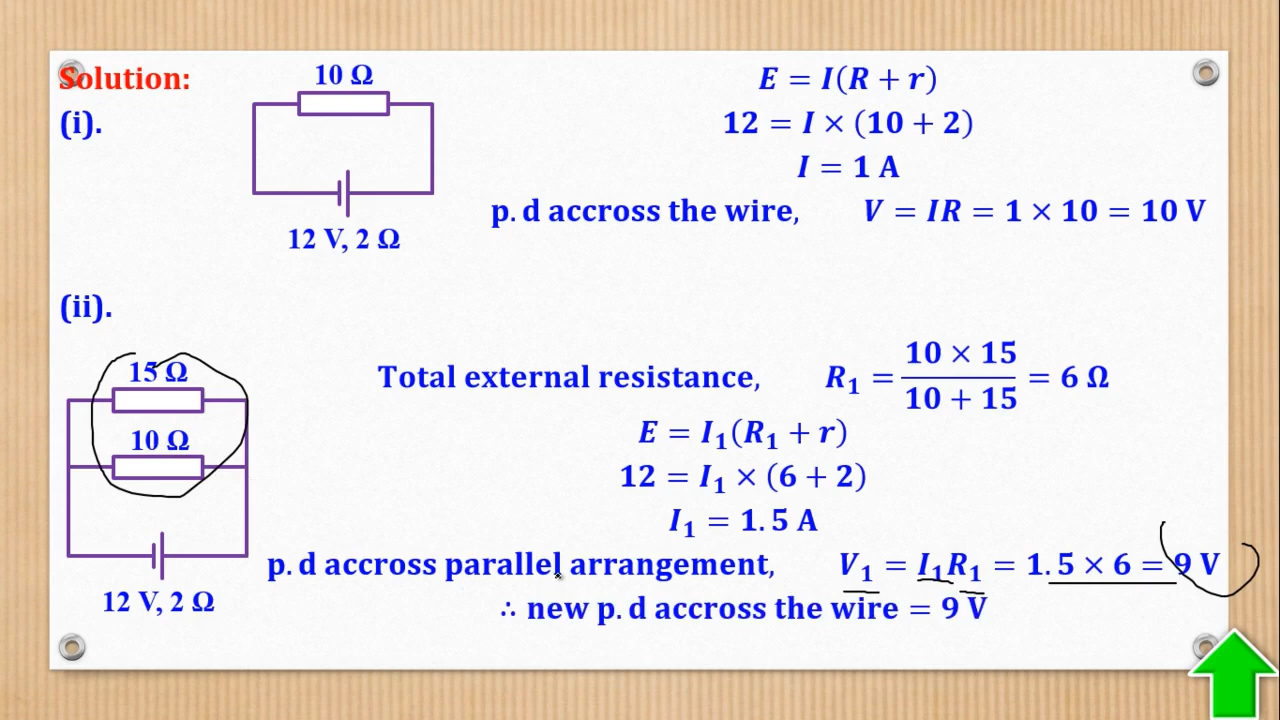 Solution:
(i).
10 Ω
12 V, 2 Ω
E = I(R + r)
12 = I × (10 + 2)
I = 1 A
p. d accross the wire, V = IR = 1 × 10 = 10 V
(ii).
15 Ω
10 Ω
12 V, 2 Ω
Total external resistance, R₁ = (10 × 15)/(10 + 15) = 6 Ω
E = I₁(R₁ + r)
12 = I₁ × (6 + 2)
I₁ = 1. 5 A
p. d accross parallel arrangement, V₁ = I₁R₁ = 1. 5 × 6 = 9 V
∴ new p. d accross the wire = 9 V